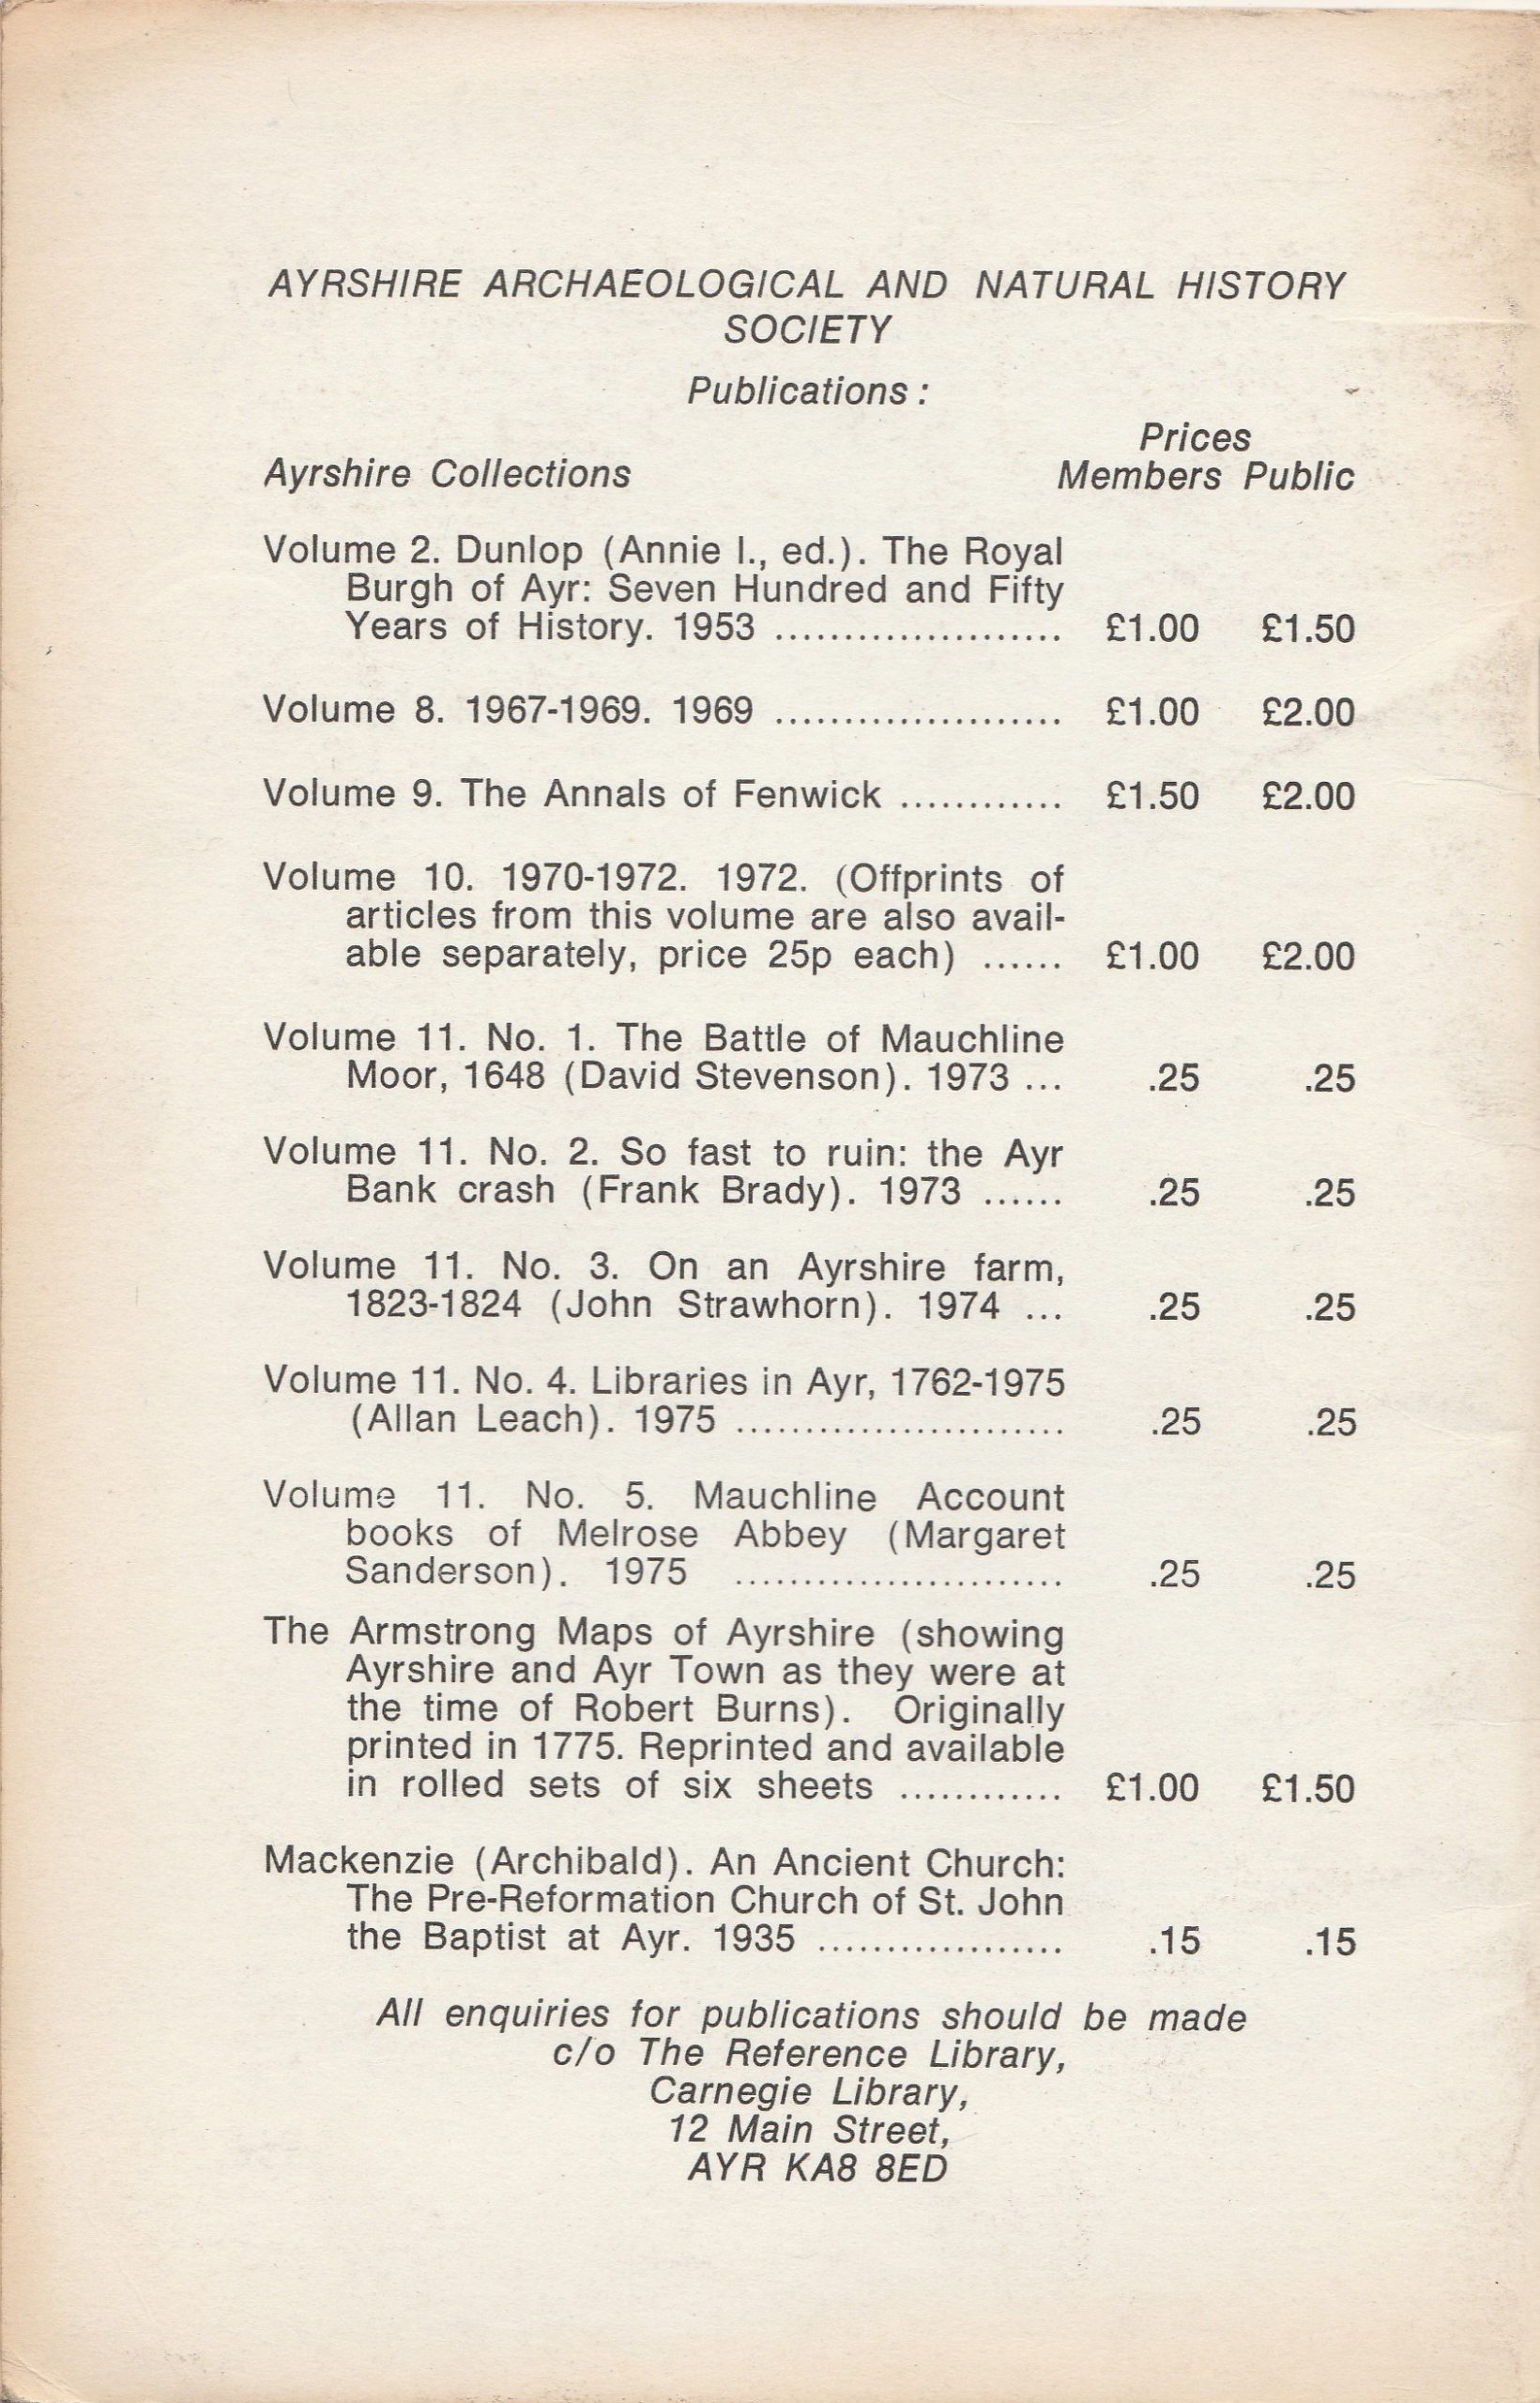 AYRSHIRE ARCHAEOLOGICAL AND NATURAL HISTORY
SOCIETY
Publications :
Prices
Ayrshire Collections Members Public
Volume 2. Dunlop (Annie I., ed.). The Royal
Burgh of Ayr: Seven Hundred and Fifty
Years of History. 1953 ..................... £1.00 £1.50
Volume 8. 1967-1969. 1969 ..................... £1.00 £2.00
Volume 9. The Annals of Fenwick ............ £1.50 £2.00
Volume 10. 1970-1972. 1972. (Offprints of
articles from this volume are also avail-
able separately, price 25p each) ...... £1.00 £2.00
Volume 11. No. 1. The Battle of Mauchline
Moor, 1648 (David Stevenson). 1973 ... .25 .25
Volume 11. No. 2. So fast to ruin: the Ayr
Bank crash (Frank Brady). 1973 ...... .25 .25
Volume 11. No. 3. On an Ayrshire farm,
1823-1824 (John Strawhorn). 1974 ... .25 .25
Volume 11. No. 4. Libraries in Ayr, 1762-1975
(Allan Leach). 1975 ........................ .25 .25
Volume 11. No. 5. Mauchline Account
books of Melrose Abbey (Margaret
Sanderson). 1975 ........................ .25 .25
The Armstrong Maps of Ayrshire (showing
Ayrshire and Ayr Town as they were at
the time of Robert Burns). Originally
printed in 1775. Reprinted and available
in rolled sets of six sheets ............ £1.00 £1.50
Mackenzie (Archibald). An Ancient Church:
The Pre-Reformation Church of St. John
the Baptist at Ayr. 1935 .................. .15 .15
All enquiries for publications should be made
c/o The Reference Library,
Carnegie Library,
12 Main Street,
AYR KA8 8ED